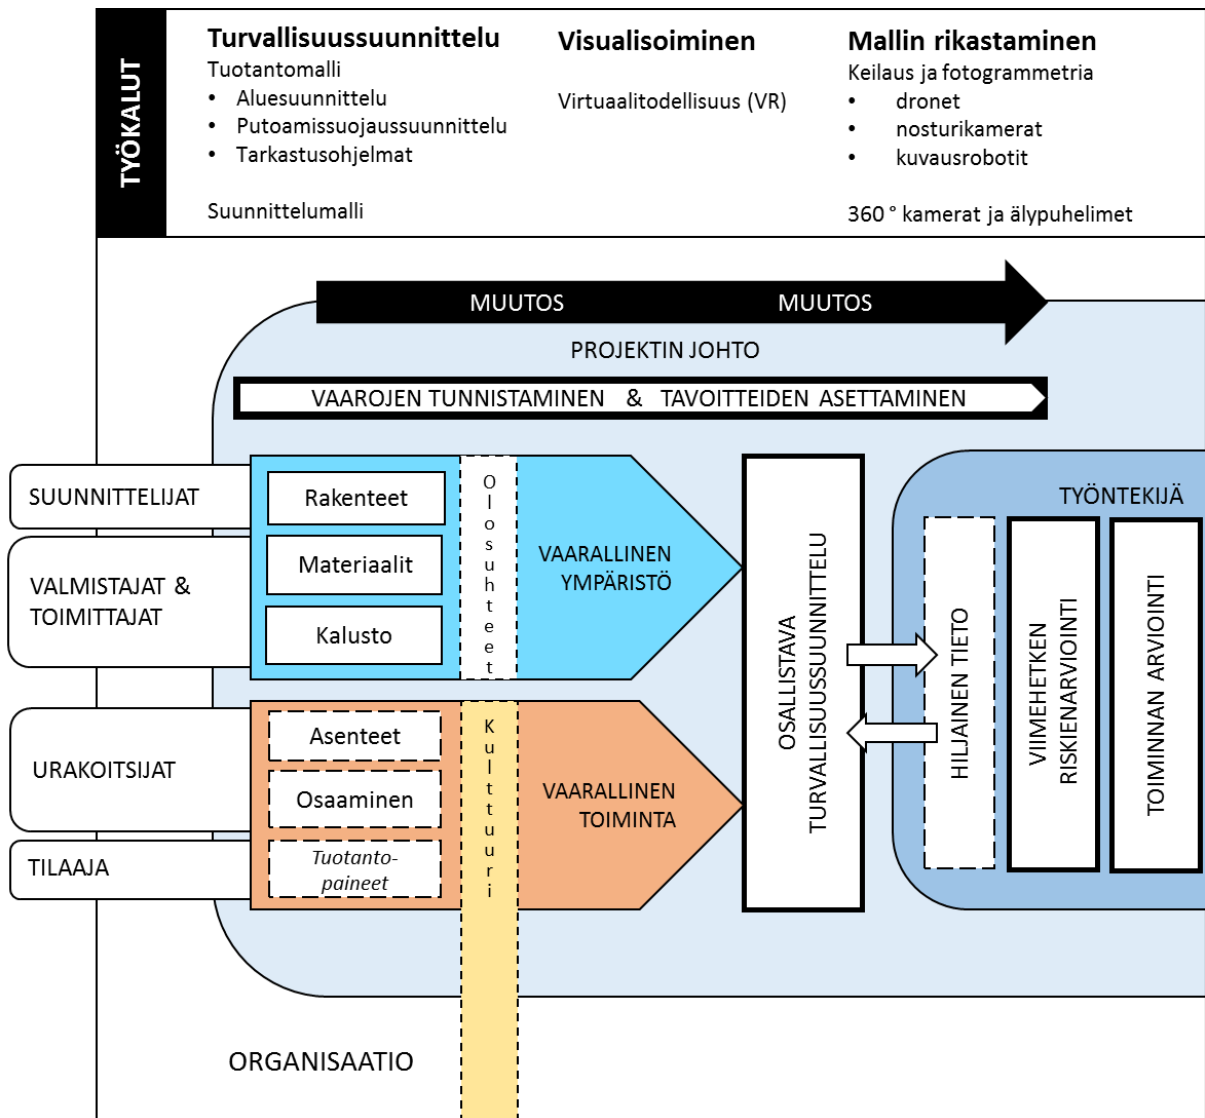 TYÖKALUT
Turvallisuussuunnittelu
Tuotantomalli
• Aluesuunnittelu
• Putoamissuojaussuunnittelu
• Tarkastusohjelmat
Suunnittelumalli
Visualisoiminen
Virtuaalitodellisuus (VR)
Mallin rikastaminen
Keilaus ja fotogrammetria
• dronet
• nosturikamerat
• kuvausrobotit
360 ° kamerat ja älypuhelimet
MUUTOS MUUTOS
PROJEKTIN JOHTO
VAAROJEN TUNNISTAMINEN & TAVOITTEIDEN ASETTAMINEN
SUUNNITTELIJAT
VALMISTAJAT &
TOIMITTAJAT
URAKOITSIJAT
TILAAJA
Rakenteet
Materiaalit
Kalusto
Olosuhteet
VAARALLINEN
YMPÄRISTÖ
Asenteet
Osaaminen
Tuotanto-
paineet
Kulttuuri
VAARALLINEN
TOIMINTA
OSALLISTAVA
TURVALLISUUSSUUNNITTELU
TYÖNTEKIJÄ
HILJAINEN TIETO
VIIMEHETKEN
RISKIENARVIOINTI
TOIMINNAN ARVIOINTI
ORGANISAATIO